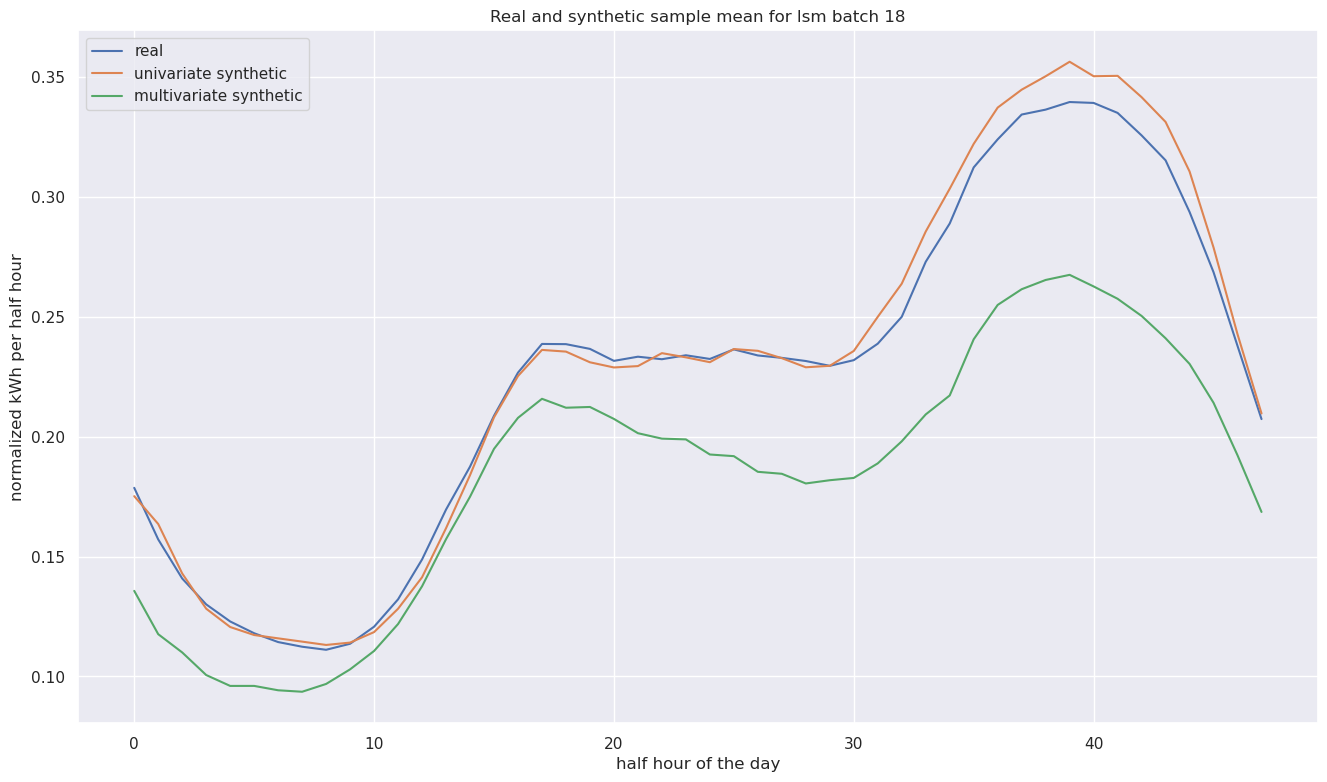 Real and synthetic sample mean for lsm batch 18
real
univariate synthetic
multivariate synthetic
normalized kWh per half hour
0.35
0.30
0.25
0.20
0.15
0.10
0 10 20 30 40
half hour of the day